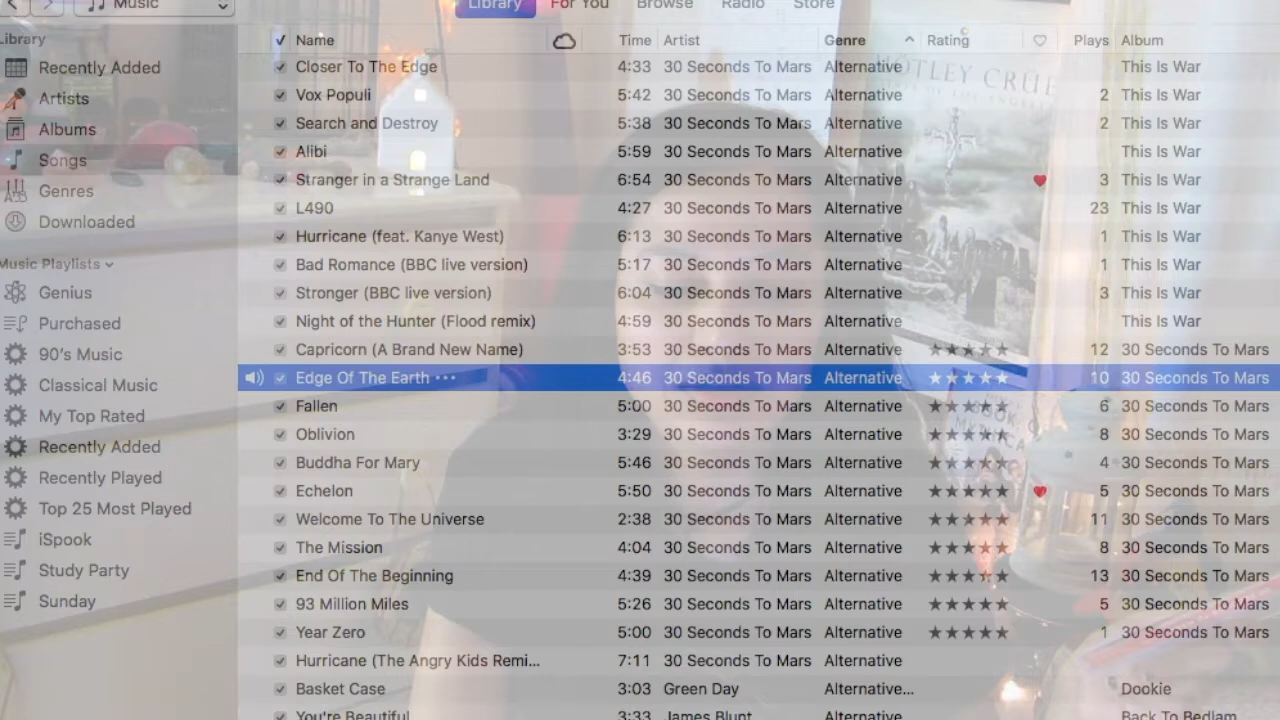 Music Library For You Browse Radio Store
Library
Recently Added
Artists
Albums
Songs
Genres
Downloaded
Music Playlists
Genius
Purchased
90's Music
Classical Music
My Top Rated
Recently Added
Recently Played
Top 25 Most Played
iSpook
Study Party
Sunday
Name Time Artist Genre Rating Plays Album
Closer To The Edge 4:33 30 Seconds To Mars Alternative This Is War
Vox Populi 5:42 30 Seconds To Mars Alternative 2 This Is War
Search and Destroy 5:38 30 Seconds To Mars Alternative 2 This Is War
Alibi 5:59 30 Seconds To Mars Alternative This Is War
Stranger in a Strange Land 6:54 30 Seconds To Mars Alternative 3 This Is War
L490 4:27 30 Seconds To Mars Alternative 23 This Is War
Hurricane (feat. Kanye West) 6:13 30 Seconds To Mars Alternative 1 This Is War
Bad Romance (BBC live version) 5:17 30 Seconds To Mars Alternative 1 This Is War
Stronger (BBC live version) 6:04 30 Seconds To Mars Alternative 3 This Is War
Night of the Hunter (Flood remix) 4:59 30 Seconds To Mars Alternative This Is War
Capricorn (A Brand New Name) 3:53 30 Seconds To Mars Alternative ★★★★★ 12 30 Seconds To Mars
Edge Of The Earth ••• 4:46 30 Seconds To Mars Alternative ★★★★★ 10 30 Seconds To Mars
Fallen 5:00 30 Seconds To Mars Alternative ★★★★★ 6 30 Seconds To Mars
Oblivion 3:29 30 Seconds To Mars Alternative ★★★★★ 8 30 Seconds To Mars
Buddha For Mary 5:46 30 Seconds To Mars Alternative ★★★★★ 4 30 Seconds To Mars
Echelon 5:50 30 Seconds To Mars Alternative ★★★★★ 5 30 Seconds To Mars
Welcome To The Universe 2:38 30 Seconds To Mars Alternative ★★★★★ 11 30 Seconds To Mars
The Mission 4:04 30 Seconds To Mars Alternative ★★★★★ 8 30 Seconds To Mars
End Of The Beginning 4:39 30 Seconds To Mars Alternative ★★★★★ 13 30 Seconds To Mars
93 Million Miles 5:26 30 Seconds To Mars Alternative ★★★★★ 5 30 Seconds To Mars
Year Zero 5:00 30 Seconds To Mars Alternative ★★★★★ 1 30 Seconds To Mars
Hurricane (The Angry Kids Remi... 7:11 30 Seconds To Mars Alternative
Basket Case 3:03 Green Day Alternative... Dookie
You're Beautiful 3:33 James Blunt Alternative Back To Bedlam
ÖTLEY CRÜE